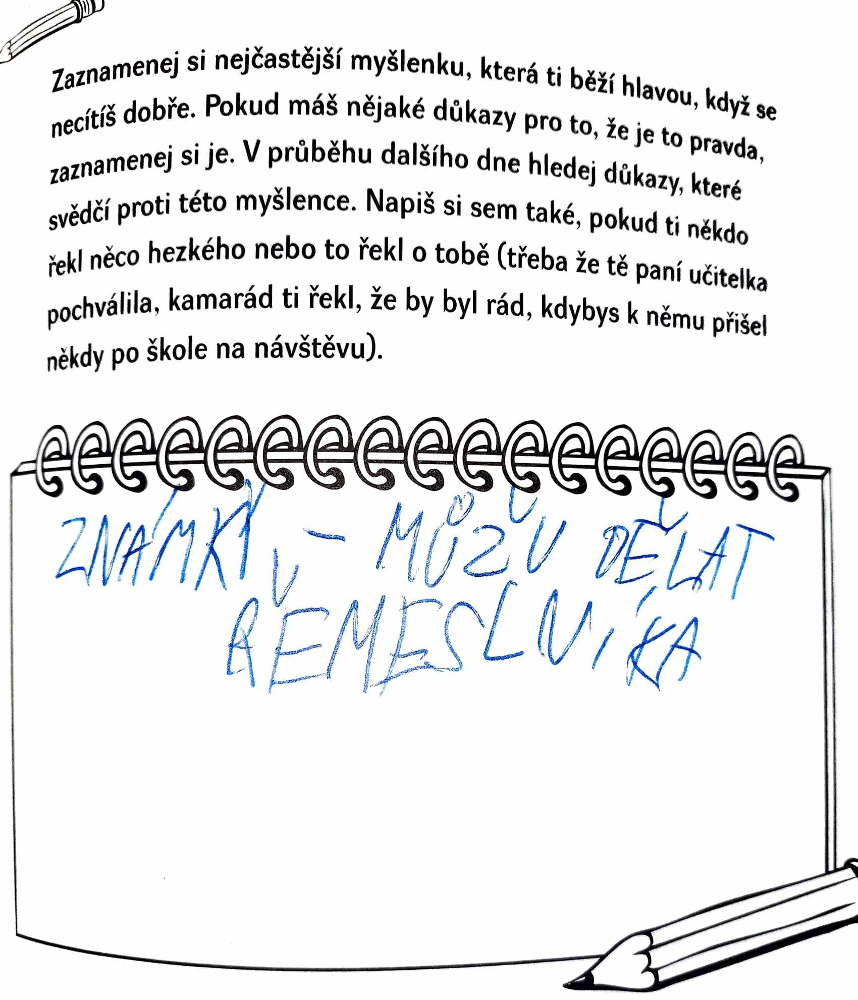 Zaznamenej si nejčastější myšlenku, která ti běží hlavou, když se
necítíš dobře. Pokud máš nějaké důkazy pro to, že je to pravda,
zaznamenej si je. V průběhu dalšího dne hledej důkazy, které
svědčí proti této myšlence. Napiš si sem také, pokud ti někdo
řekl něco hezkého nebo to řekl o tobě (třeba že tě paní učitelka
pochválila, kamarád ti řekl, že by byl rád, kdybys k němu přišel
někdy po škole na návštěvu).
ZNÁMKY - MŮŽU DĚLAT
ŘEMESLNÍKA